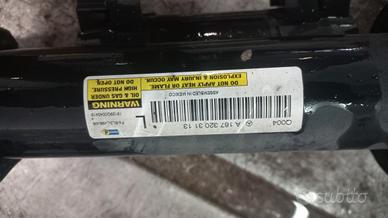 WARNING
OIL & GAS UNDER
HIGH PRESSURE.
DO NOT OPEN.
DO NOT APPLY HEAT OR FLAME.
EXPLOSION & INJURY MAY OCCUR.
ASSEMBLED IN MEXICO
L
Q004
A 167 320 31 13
subito